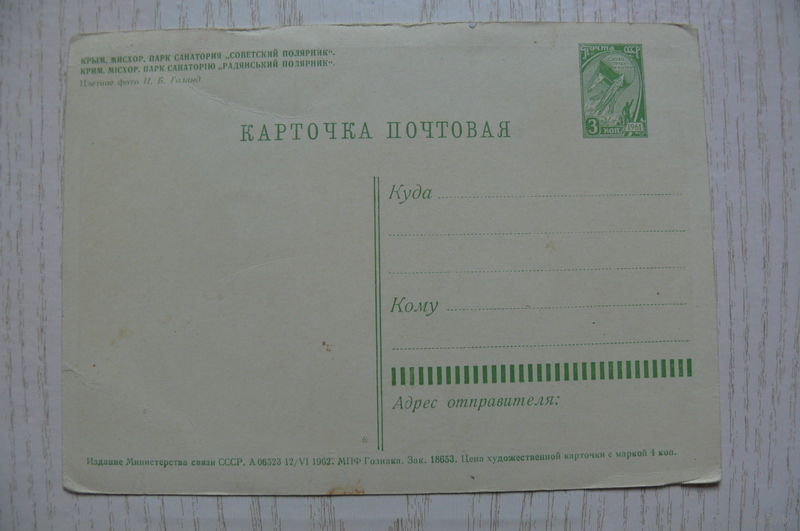 КРЫМ. МИСХОР. ПАРК САНАТОРИЯ „СОВЕТСКИЙ ПОЛЯРНИК“.
КРИМ. МІСХОР. ПАРК САНАТОРІЮ „РАДЯНСЬКИЙ ПОЛЯРНИК“.
Цветное фото И. Б. Голанд
ПОЧТА СССР
3 КОП. 1961
КАРТОЧКА ПОЧТОВАЯ
Куда
Кому
Адрес отправителя:
Издание Министерства связи СССР. А 06523 12/VI 1962. МПФ Гознака. Зак. 18653. Цена художественной карточки с маркой 4 коп.